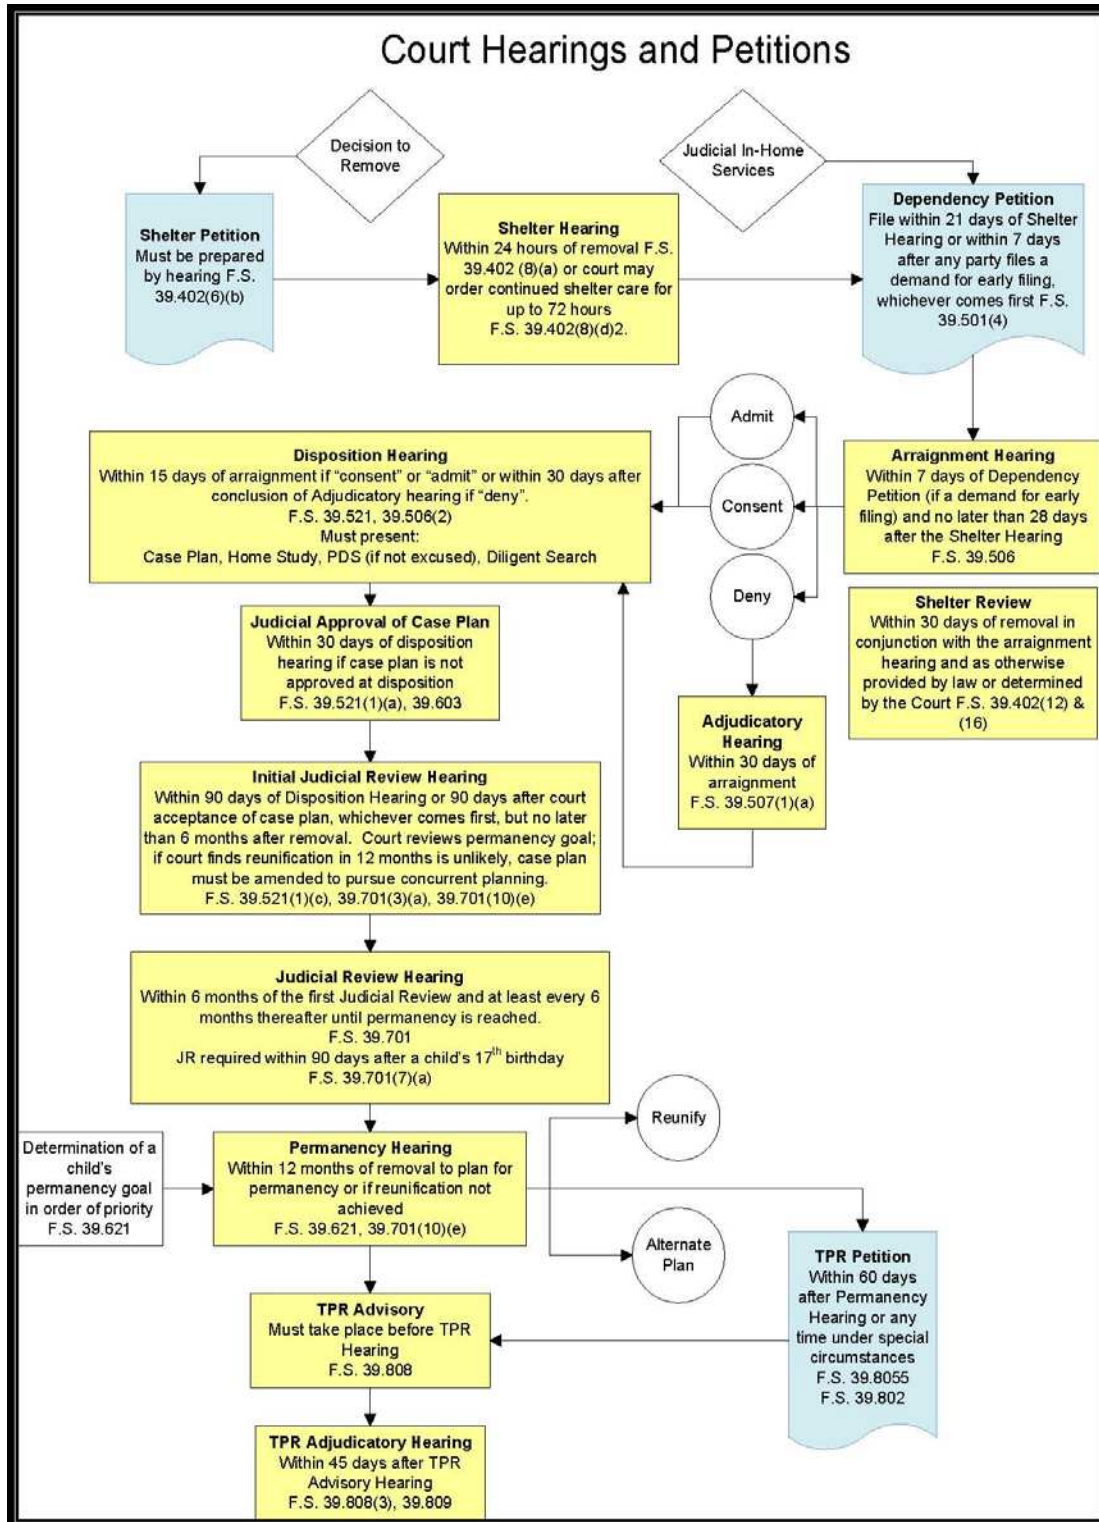 Court Hearings and Petitions
Decision to
Remove
Judicial In-Home
Services
Shelter Petition
Must be prepared
by hearing F.S.
39.402(6)(b)
Shelter Hearing
Within 24 hours of removal F.S.
39.402 (8)(a) or court may
order continued shelter care for
up to 72 hours
F.S. 39.402(8)(d)2.
Dependency Petition
File within 21 days of Shelter
Hearing or within 7 days
after any party files a
demand for early filing,
whichever comes first F.S.
39.501(4)
Admit
Consent
Deny
Arraignment Hearing
Within 7 days of Dependency
Petition (if a demand for early
filing) and no later than 28 days
after the Shelter Hearing
F.S. 39.506
Disposition Hearing
Within 15 days of arraignment if “consent” or “admit” or within 30 days after
conclusion of Adjudicatory hearing if “deny”.
F.S. 39.521, 39.506(2)
Must present:
Case Plan, Home Study, PDS (if not excused), Diligent Search
Shelter Review
Within 30 days of removal in
conjunction with the arraignment
hearing and as otherwise
provided by law or determined
by the Court F.S. 39.402(12) &
(16)
Judicial Approval of Case Plan
Within 30 days of disposition
hearing if case plan is not
approved at disposition
F.S. 39.521(1)(a), 39.603
Adjudicatory
Hearing
Within 30 days of
arraignment
F.S. 39.507(1)(a)
Initial Judicial Review Hearing
Within 90 days of Disposition Hearing or 90 days after court
acceptance of case plan, whichever comes first, but no later
than 6 months after removal. Court reviews permanency goal;
if court finds reunification in 12 months is unlikely, case plan
must be amended to pursue concurrent planning.
F.S. 39.521(1)(c), 39.701(3)(a), 39.701(10)(e)
Judicial Review Hearing
Within 6 months of the first Judicial Review and at least every 6
months thereafter until permanency is reached.
F.S. 39.701
JR required within 90 days after a child's 17th birthday
F.S. 39.701(7)(a)
Determination of a
child's
permanency goal
in order of priority
F.S. 39.621
Permanency Hearing
Within 12 months of removal to plan for
permanency or if reunification not
achieved
F.S. 39.621, 39.701(10)(e)
Reunify
Alternate
Plan
TPR Petition
Within 60 days
after Permanency
Hearing or any
time under special
circumstances
F.S. 39.8055
F.S. 39.802
TPR Advisory
Must take place before TPR
Hearing
F.S. 39.808
TPR Adjudicatory Hearing
Within 45 days after TPR
Advisory Hearing
F.S. 39.808(3), 39.809